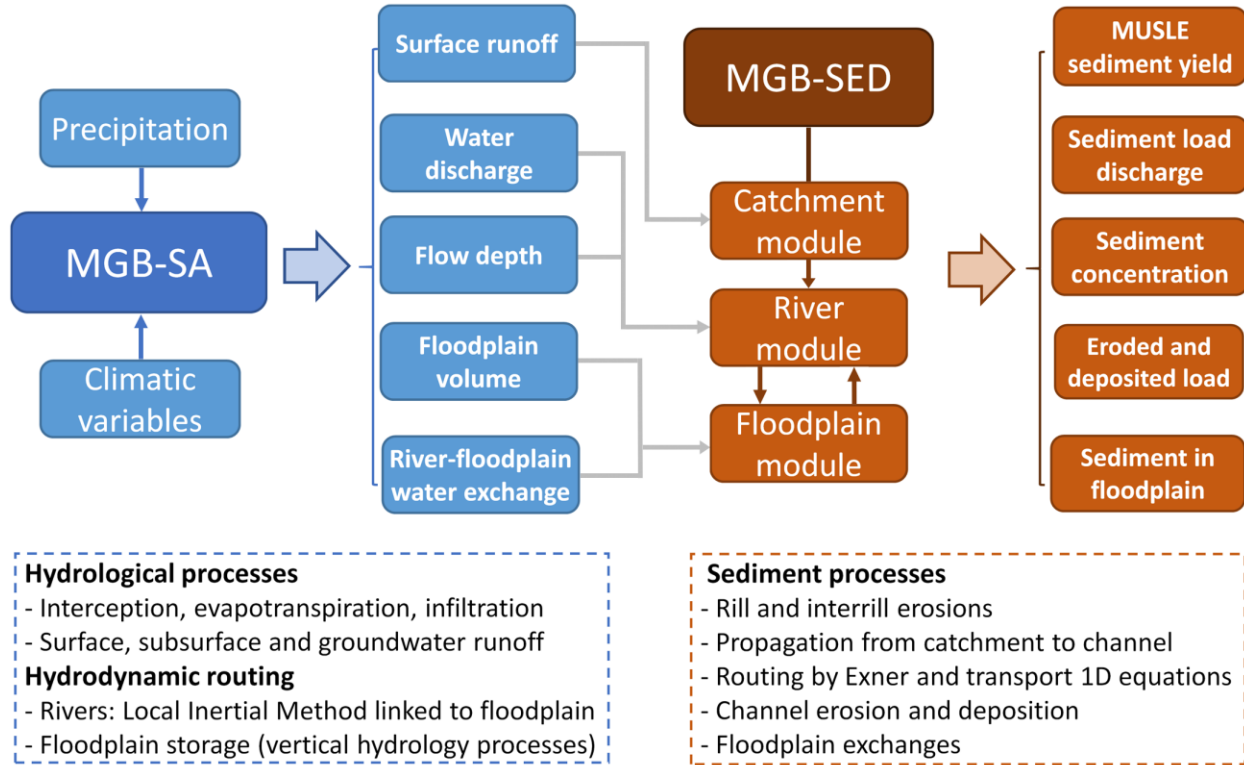 Precipitation
MGB-SA
Climatic
variables
Surface runoff
Water
discharge
Flow depth
Floodplain
volume
River-floodplain
water exchange
MGB-SED
Catchment
module
River
module
Floodplain
module
MUSLE
sediment yield
Sediment load
discharge
Sediment
concentration
Eroded and
deposited load
Sediment in
floodplain
Hydrological processes
- Interception, evapotranspiration, infiltration
- Surface, subsurface and groundwater runoff
Hydrodynamic routing
- Rivers: Local Inertial Method linked to floodplain
- Floodplain storage (vertical hydrology processes)
Sediment processes
- Rill and interrill erosions
- Propagation from catchment to channel
- Routing by Exner and transport 1D equations
- Channel erosion and deposition
- Floodplain exchanges